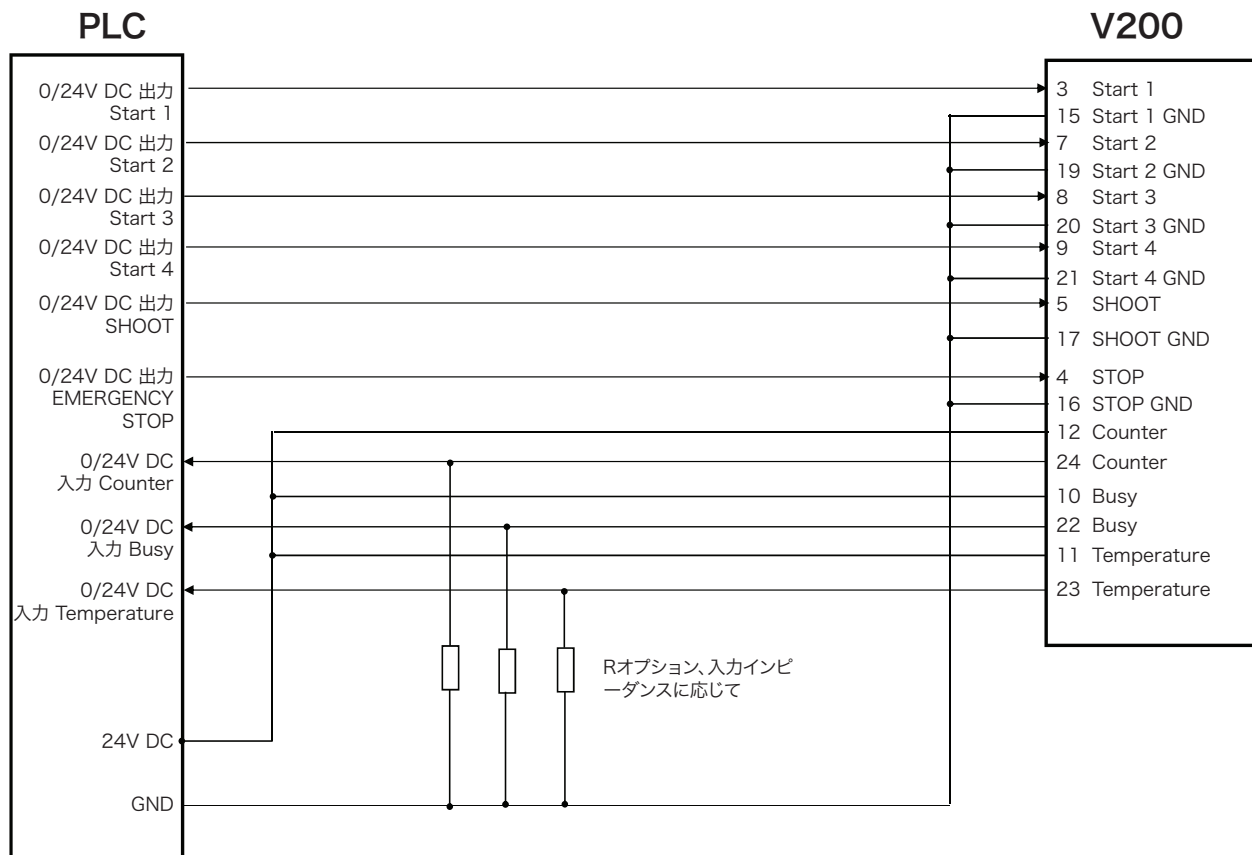 PLC
V200
0/24V DC 出力
Start 1
0/24V DC 出力
Start 2
0/24V DC 出力
Start 3
0/24V DC 出力
Start 4
0/24V DC 出力
SHOOT
0/24V DC 出力
EMERGENCY
STOP
0/24V DC
入力 Counter
0/24V DC
入力 Busy
0/24V DC
入力 Temperature
24V DC
GND
Rオプション、入力インピ
ーダンスに応じて
3 Start 1
15 Start 1 GND
7 Start 2
19 Start 2 GND
8 Start 3
20 Start 3 GND
9 Start 4
21 Start 4 GND
5 SHOOT
17 SHOOT GND
4 STOP
16 STOP GND
12 Counter
24 Counter
10 Busy
22 Busy
11 Temperature
23 Temperature